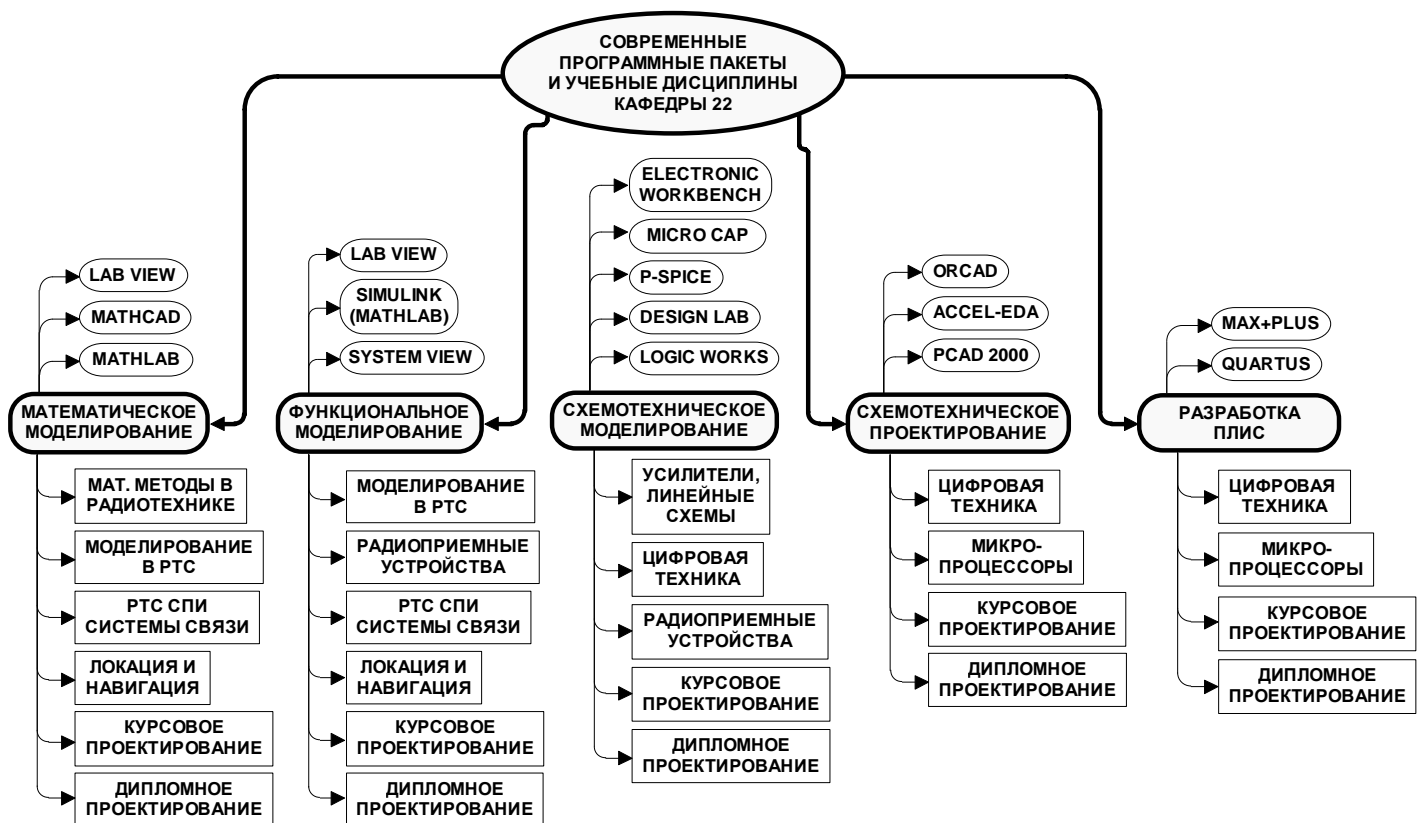 СОВРЕМЕННЫЕ
ПРОГРАММНЫЕ ПАКЕТЫ
И УЧЕБНЫЕ ДИСЦИПЛИНЫ
КАФЕДРЫ 22
LAB VIEW
MATHCAD
MATHLAB
МАТЕМАТИЧЕСКОЕ
МОДЕЛИРОВАНИЕ
МАТ. МЕТОДЫ В
РАДИОТЕХНИКЕ
МОДЕЛИРОВАНИЕ
В РТС
РТС СПИ
СИСТЕМЫ СВЯЗИ
ЛОКАЦИЯ И
НАВИГАЦИЯ
КУРСОВОЕ
ПРОЕКТИРОВАНИЕ
ДИПЛОМНОЕ
ПРОЕКТИРОВАНИЕ
LAB VIEW
SIMULINK
(MATHLAB)
SYSTEM VIEW
ФУНКЦИОНАЛЬНОЕ
МОДЕЛИРОВАНИЕ
МОДЕЛИРОВАНИЕ
В РТС
РАДИОПРИЕМНЫЕ
УСТРОЙСТВА
РТС СПИ
СИСТЕМЫ СВЯЗИ
ЛОКАЦИЯ И
НАВИГАЦИЯ
КУРСОВОЕ
ПРОЕКТИРОВАНИЕ
ДИПЛОМНОЕ
ПРОЕКТИРОВАНИЕ
ELECTRONIC
WORKBENCH
MICRO CAP
P-SPICE
DESIGN LAB
LOGIC WORKS
СХЕМОТЕХНИЧЕСКОЕ
МОДЕЛИРОВАНИЕ
УСИЛИТЕЛИ,
ЛИНЕЙНЫЕ
СХЕМЫ
ЦИФРОВАЯ
ТЕХНИКА
РАДИОПРИЕМНЫЕ
УСТРОЙСТВА
КУРСОВОЕ
ПРОЕКТИРОВАНИЕ
ДИПЛОМНОЕ
ПРОЕКТИРОВАНИЕ
ORCAD
ACCEL-EDA
PCAD 2000
СХЕМОТЕХНИЧЕСКОЕ
ПРОЕКТИРОВАНИЕ
ЦИФРОВАЯ
ТЕХНИКА
МИКРО-
ПРОЦЕССОРЫ
КУРСОВОЕ
ПРОЕКТИРОВАНИЕ
ДИПЛОМНОЕ
ПРОЕКТИРОВАНИЕ
MAX+PLUS
QUARTUS
РАЗРАБОТКА
ПЛИС
ЦИФРОВАЯ
ТЕХНИКА
МИКРО-
ПРОЦЕССОРЫ
КУРСОВОЕ
ПРОЕКТИРОВАНИЕ
ДИПЛОМНОЕ
ПРОЕКТИРОВАНИЕ